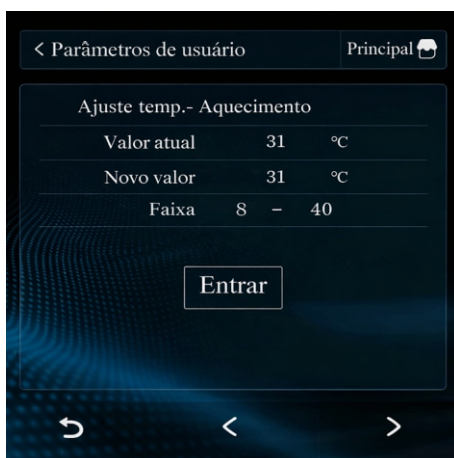 < Parâmetros de usuário Principal
Ajuste temp.- Aquecimento
Valor atual 31 °C
Novo valor 31 °C
Faixa 8 – 40
Entrar